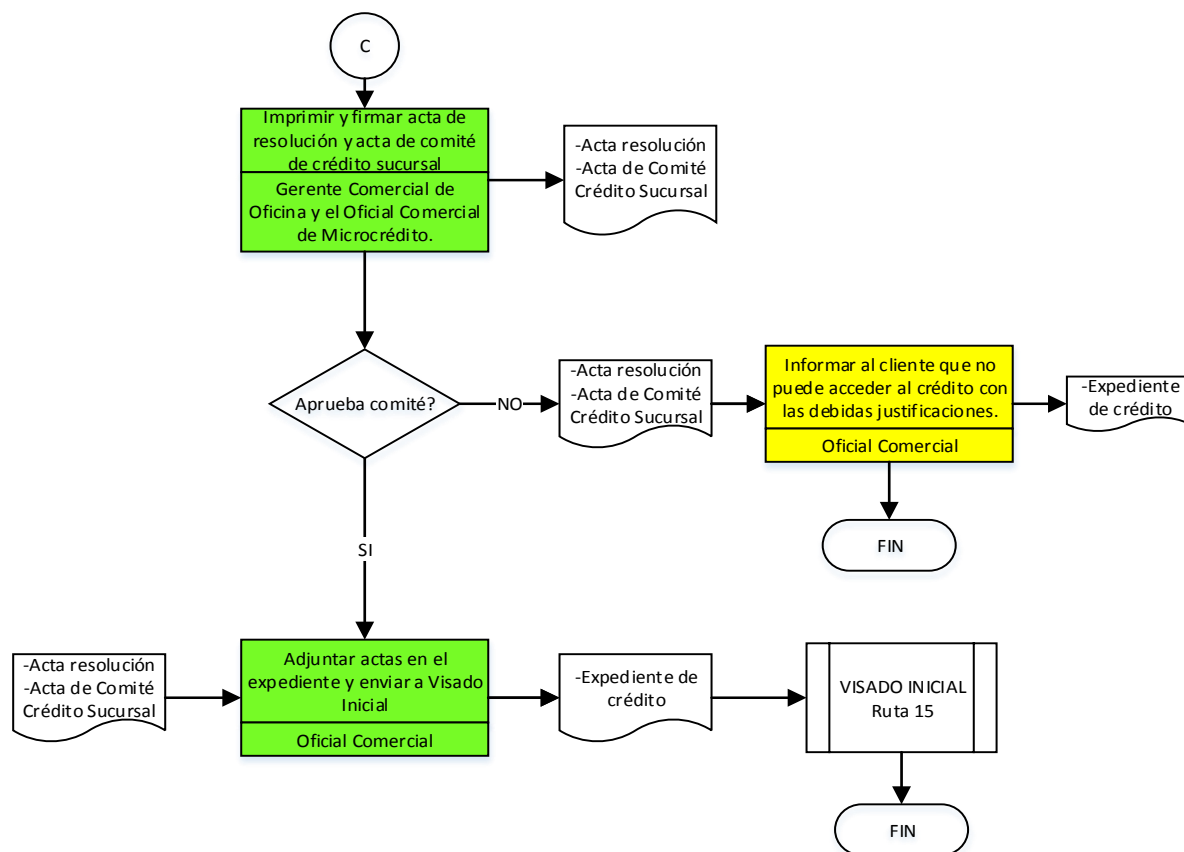 C
Imprimir y firmar acta de
resolución y acta de comité
de crédito sucursal
Gerente Comercial de
Oficina y el Oficial Comercial
de Microcrédito.
-Acta resolución
-Acta de Comité
Crédito Sucursal
Aprueba comité?
NO
-Acta resolución
-Acta de Comité
Crédito Sucursal
Informar al cliente que no
puede acceder al crédito con
las debidas justificaciones.
Oficial Comercial
-Expediente
de crédito
FIN
SI
-Acta resolución
-Acta de Comité
Crédito Sucursal
Adjuntar actas en el
expediente y enviar a Visado
Inicial
Oficial Comercial
-Expediente de
crédito
VISADO INICIAL
Ruta 15
FIN